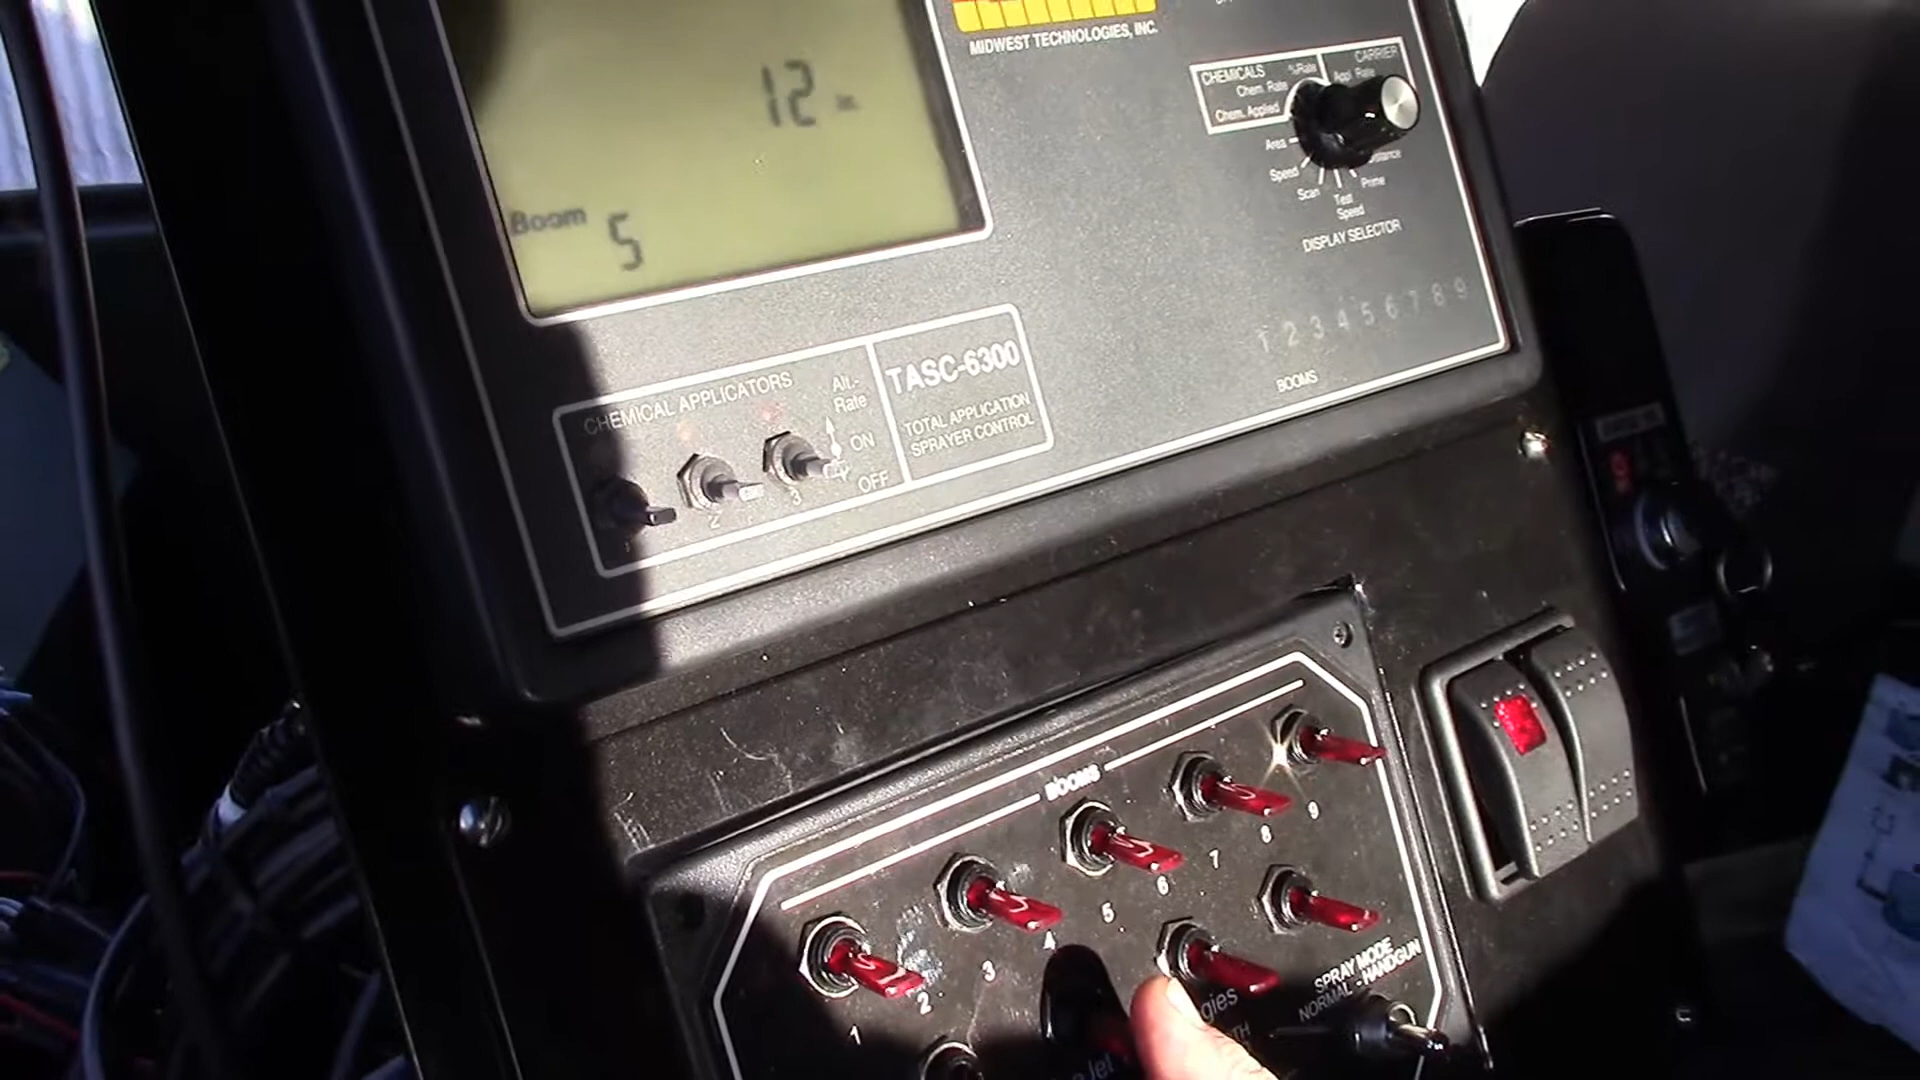 MIDWEST TECHNOLOGIES, INC.
12
Boom
5
CHEMICALS
%Rate
Chem. Rate
Chem. Applied
CARRIER
Appl. Rate
Area
Speed
Scan
Test
Speed
Prime
DISPLAY SELECTOR
1 2 3 4 5 6 7 8 9
BOOMS
CHEMICAL APPLICATORS
Alt.-
Rate
ON
OFF
2
3
TASC-6300
TOTAL APPLICATION
SPRAYER CONTROL
BOOMS
1 2 3 4 5 6 7 8 9
SPRAY MODE
NORMAL - HANDGUN